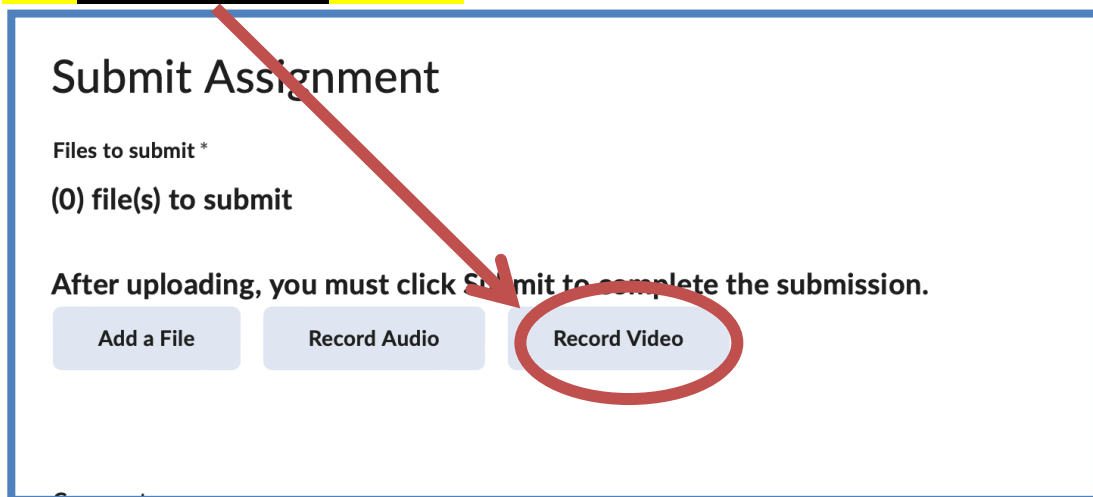 Submit Assignment
Files to submit *
(0) file(s) to submit
After uploading, you must click Submit to complete the submission.
Add a File Record Audio Record Video